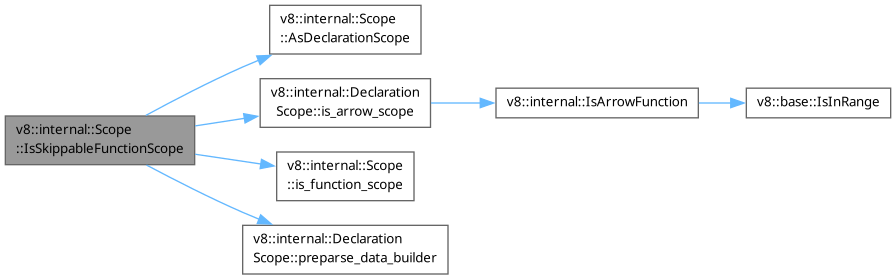 v8::internal::Scope
::IsSkippableFunctionScope
v8::internal::Scope
::AsDeclarationScope
v8::internal::Declaration
Scope::is_arrow_scope
v8::internal::IsArrowFunction
v8::base::IsInRange
v8::internal::Scope
::is_function_scope
v8::internal::Declaration
Scope::preparse_data_builder